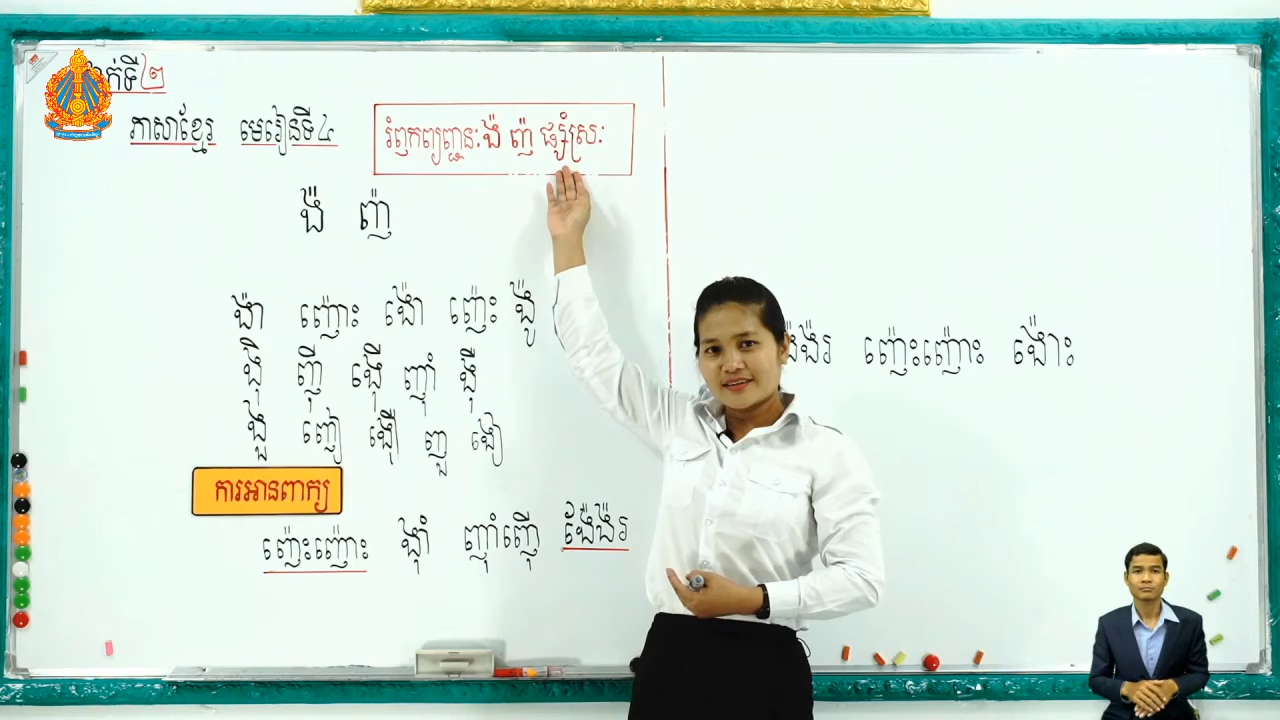 ថ្នាក់ទី២
ភាសាខ្មែរ មេរៀនទី៤
រំឭកព្យញ្ជនៈ ង៉ ញ៉ ផ្សំស្រៈ
ង៉ ញ៉
ង៉ា ញ៉ោះ ង៉ោ ញ៉េះ ង៉ូ
ង៉ិ ញ៉ី ង៉ើ ញ៉ាំ ង៉ឺ
ង៉ួ ញៀ ង៉ឿ ញួ ងៀ
ការអានពាក្យ
ញ៉េះញ៉ោះ ង៉ាំ ញ៉ាំញ៉ើ ង៉ែង៉រ
ង៉ែង៉រ ញ៉េះញ៉ោះ ង៉ោះ